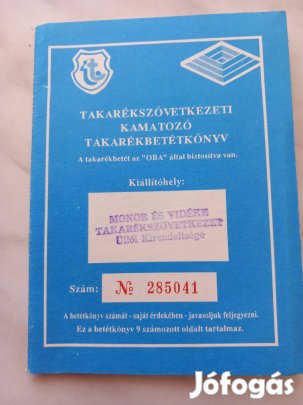 t
TAKARÉKSZÖVETKEZETI
KAMATOZÓ
TAKARÉKBETÉTKÖNYV
A takarékbetét az "OBA" által biztosítva van.
Kiállítóhely:
MONOR ÉS VIDÉKE
TAKARÉKSZÖVETKEZET
Üllői Kirendeltsége
Szám: № 285041
A betétkönyv számát - saját érdekében - javasoljuk feljegyezni.
Ez a betétkönyv 9 számozott oldalt tartalmaz.
Jófogás